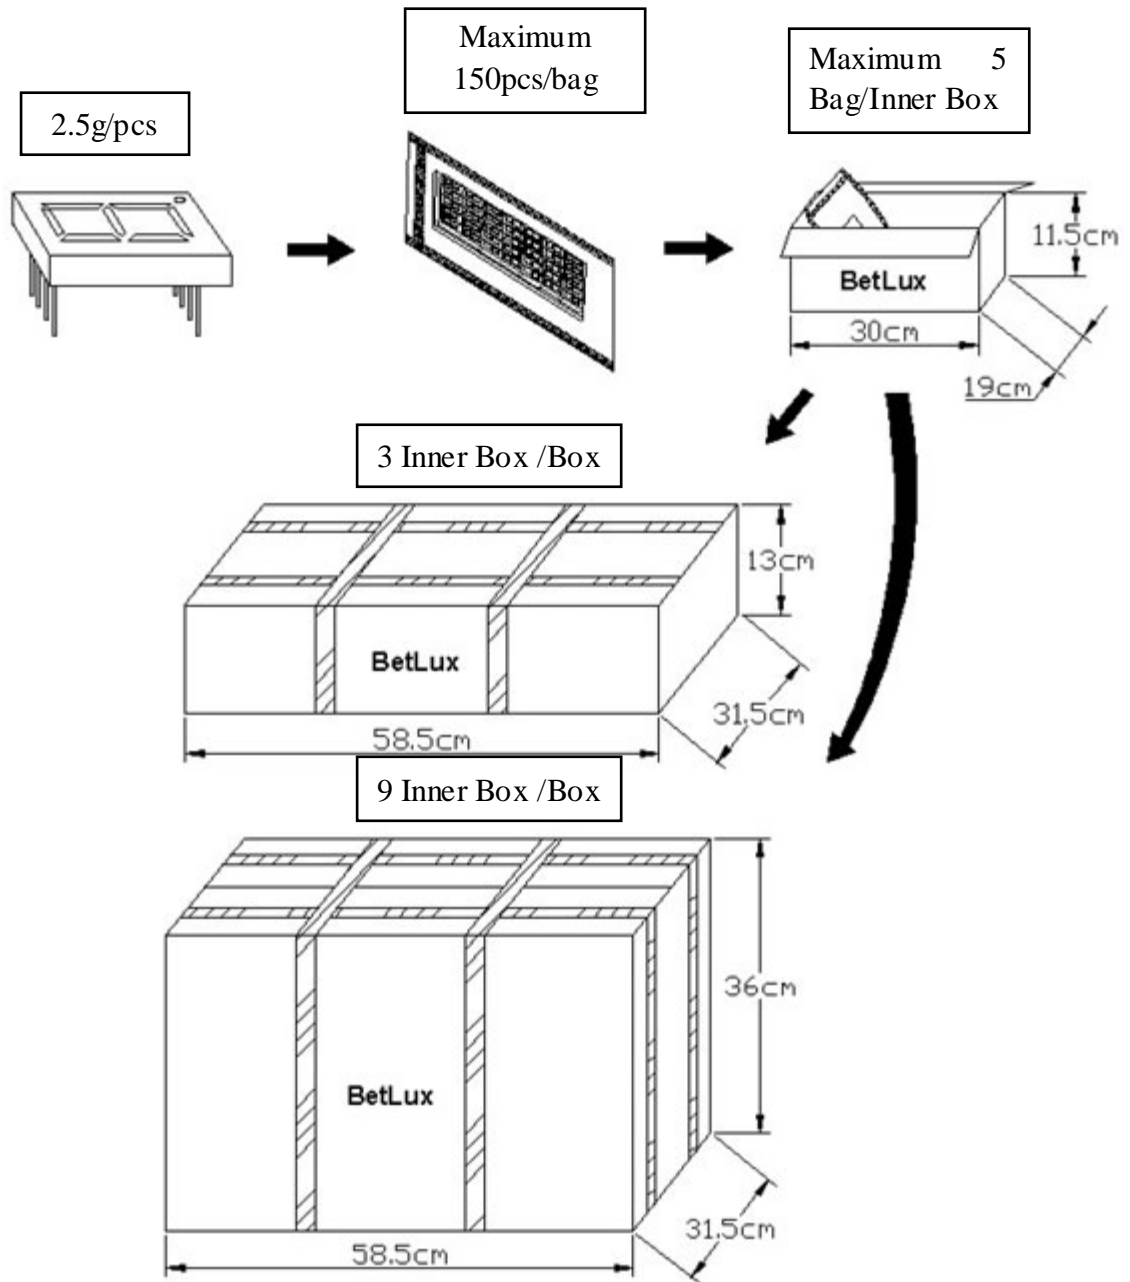 Maximum
150pcs/bag
Maximum 5
Bag/Inner Box
2.5g/pcs
11.5cm
BetLux
30cm
19cm
3 Inner Box /Box
13cm
BetLux
31.5cm
58.5cm
9 Inner Box /Box
36cm
BetLux
31.5cm
58.5cm